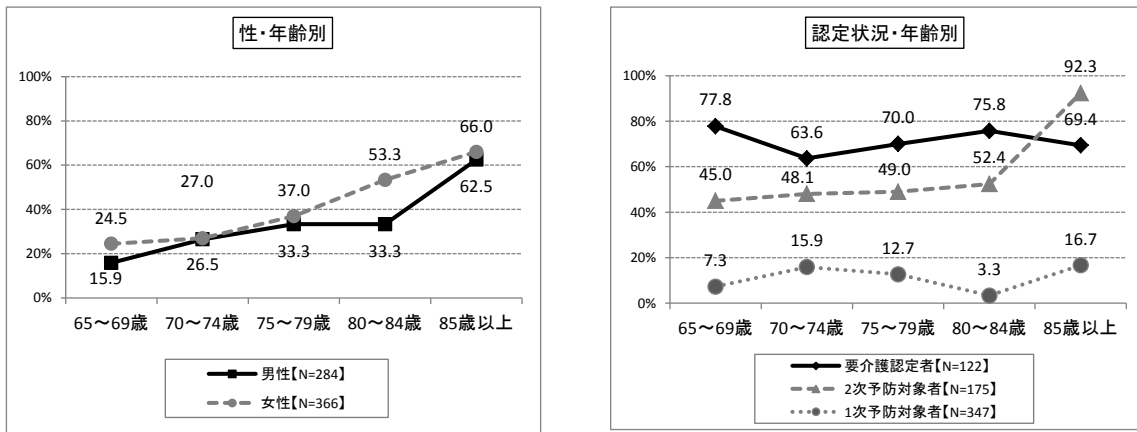 性・年齢別
100%
80%
60%
40%
20%
0%
24.5
27.0
37.0
53.3
66.0
15.9
26.5
33.3
33.3
62.5
65～69歳
70～74歳
75～79歳
80～84歳
85歳以上
男性【N=284】
女性【N=366】
認定状況・年齢別
100%
80%
60%
40%
20%
0%
77.8
63.6
70.0
75.8
69.4
45.0
48.1
49.0
52.4
92.3
7.3
15.9
12.7
3.3
16.7
65～69歳
70～74歳
75～79歳
80～84歳
85歳以上
要介護認定者【N=122】
2次予防対象者【N=175】
1次予防対象者【N=347】